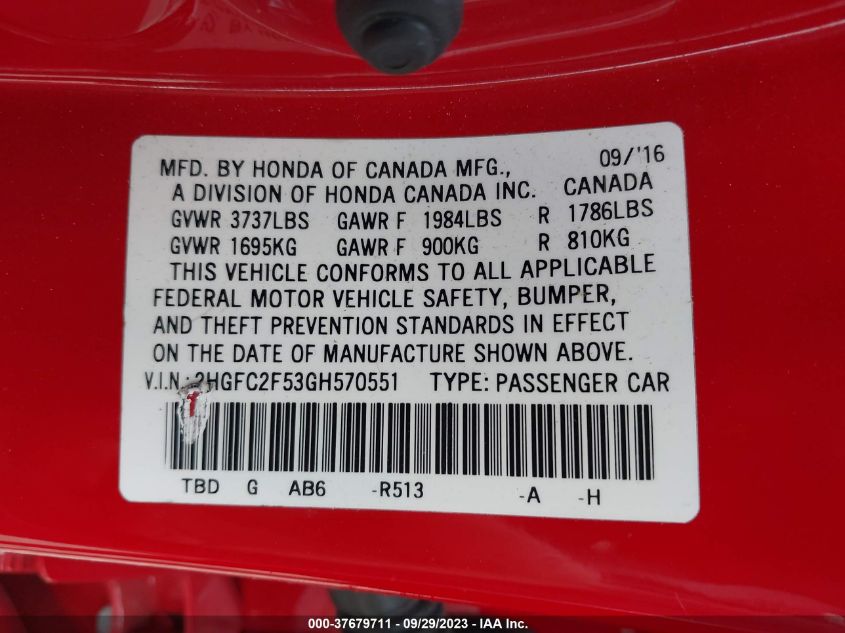 MFD. BY HONDA OF CANADA MFG., 09/'16
A DIVISION OF HONDA CANADA INC. CANADA
GVWR 3737LBS GAWR F 1984LBS R 1786LBS
GVWR 1695KG GAWR F 900KG R 810KG
THIS VEHICLE CONFORMS TO ALL APPLICABLE
FEDERAL MOTOR VEHICLE SAFETY, BUMPER,
AND THEFT PREVENTION STANDARDS IN EFFECT
ON THE DATE OF MANUFACTURE SHOWN ABOVE.
V.I.N.: 2HGFC2F53GH570551 TYPE: PASSENGER CAR
TBD G AB6 -R513 -A -H
000-37679711 - 09/29/2023 - IAA Inc.